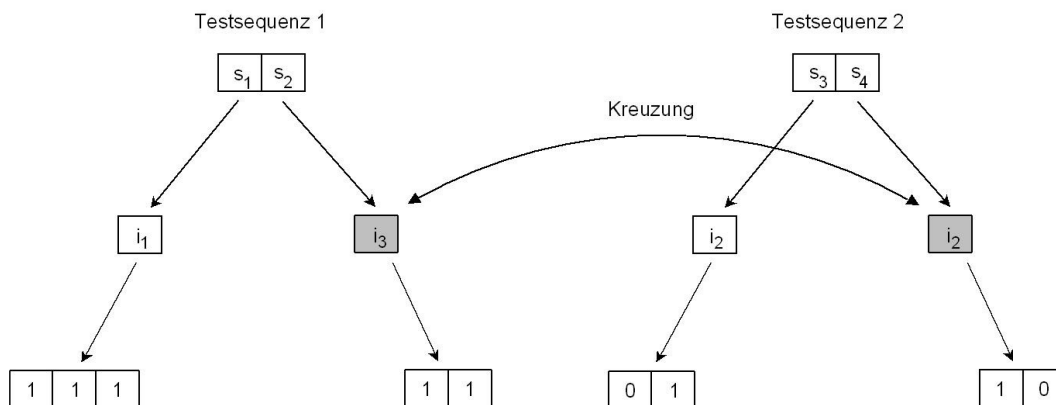 Testsequenz 1 Testsequenz 2
s1 s2 s3 s4
Kreuzung
i1 i3 i2 i2
1 1 1 1 1 0 1 1 0